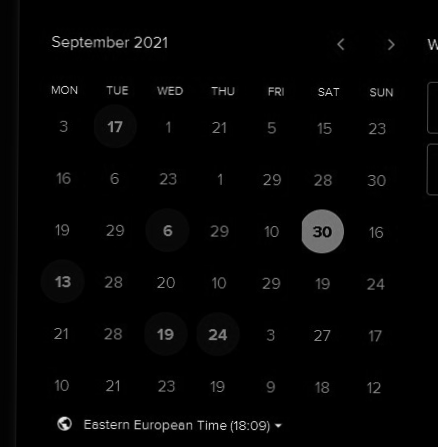 September 2021
W
MON TUE WED THU FRI SAT SUN
3 17 1 21 5 15 23
16 6 23 1 29 28 30
19 29 6 29 10 30 16
13 28 20 10 29 19 24
21 28 19 24 3 27 17
10 21 23 19 9 18 12
Eastern European Time (18:09)